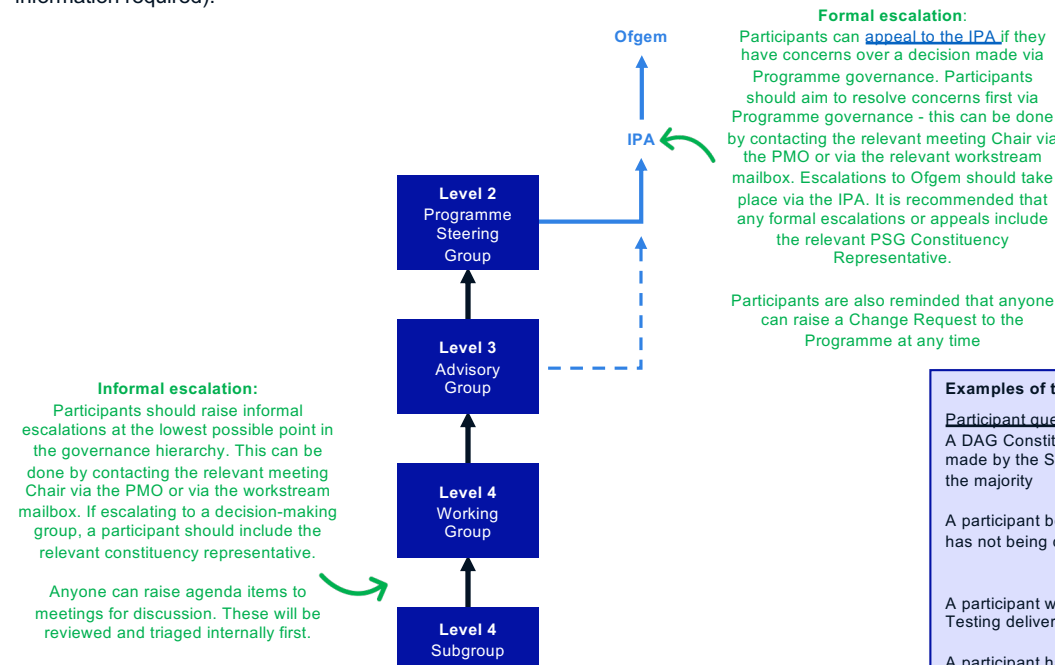 information required).
Ofgem
IPA
Formal escalation:
Participants can appeal to the IPA if they
have concerns over a decision made via
Programme governance. Participants
should aim to resolve concerns first via
Programme governance - this can be done
by contacting the relevant meeting Chair via
the PMO or via the relevant workstream
mailbox. Escalations to Ofgem should take
place via the IPA. It is recommended that
any formal escalations or appeals include
the relevant PSG Constituency
Representative.
Participants are also reminded that anyone
can raise a Change Request to the
Programme at any time
Level 2
Programme
Steering
Group
Level 3
Advisory
Group
Level 4
Working
Group
Level 4
Subgroup
Informal escalation:
Participants should raise informal
escalations at the lowest possible point in
the governance hierarchy. This can be
done by contacting the relevant meeting
Chair via the PMO or via the workstream
mailbox. If escalating to a decision-making
group, a participant should include the
relevant constituency representative.
Anyone can raise agenda items to
meetings for discussion. These will be
reviewed and triaged internally first.
Examples of
Participant
A DAG
made by the
the majority
A participant
has not being
A participant
Testing
A participant